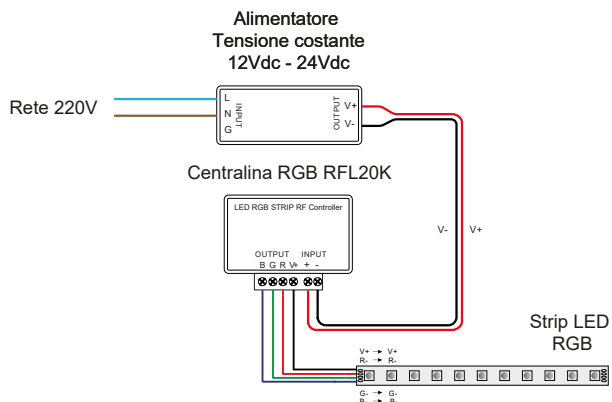 Alimentatore
Tensione costante
12Vdc - 24Vdc
Rete 220V
L
N
G
INPUT
OUTPUT
V+
V-
Centralina RGB RFL20K
LED RGB STRIP RF Controller
OUTPUT INPUT
B G R V+ + -
V- V+
Strip LED
RGB
V+ → V+
R- → R-
G- → G-
B- → B-